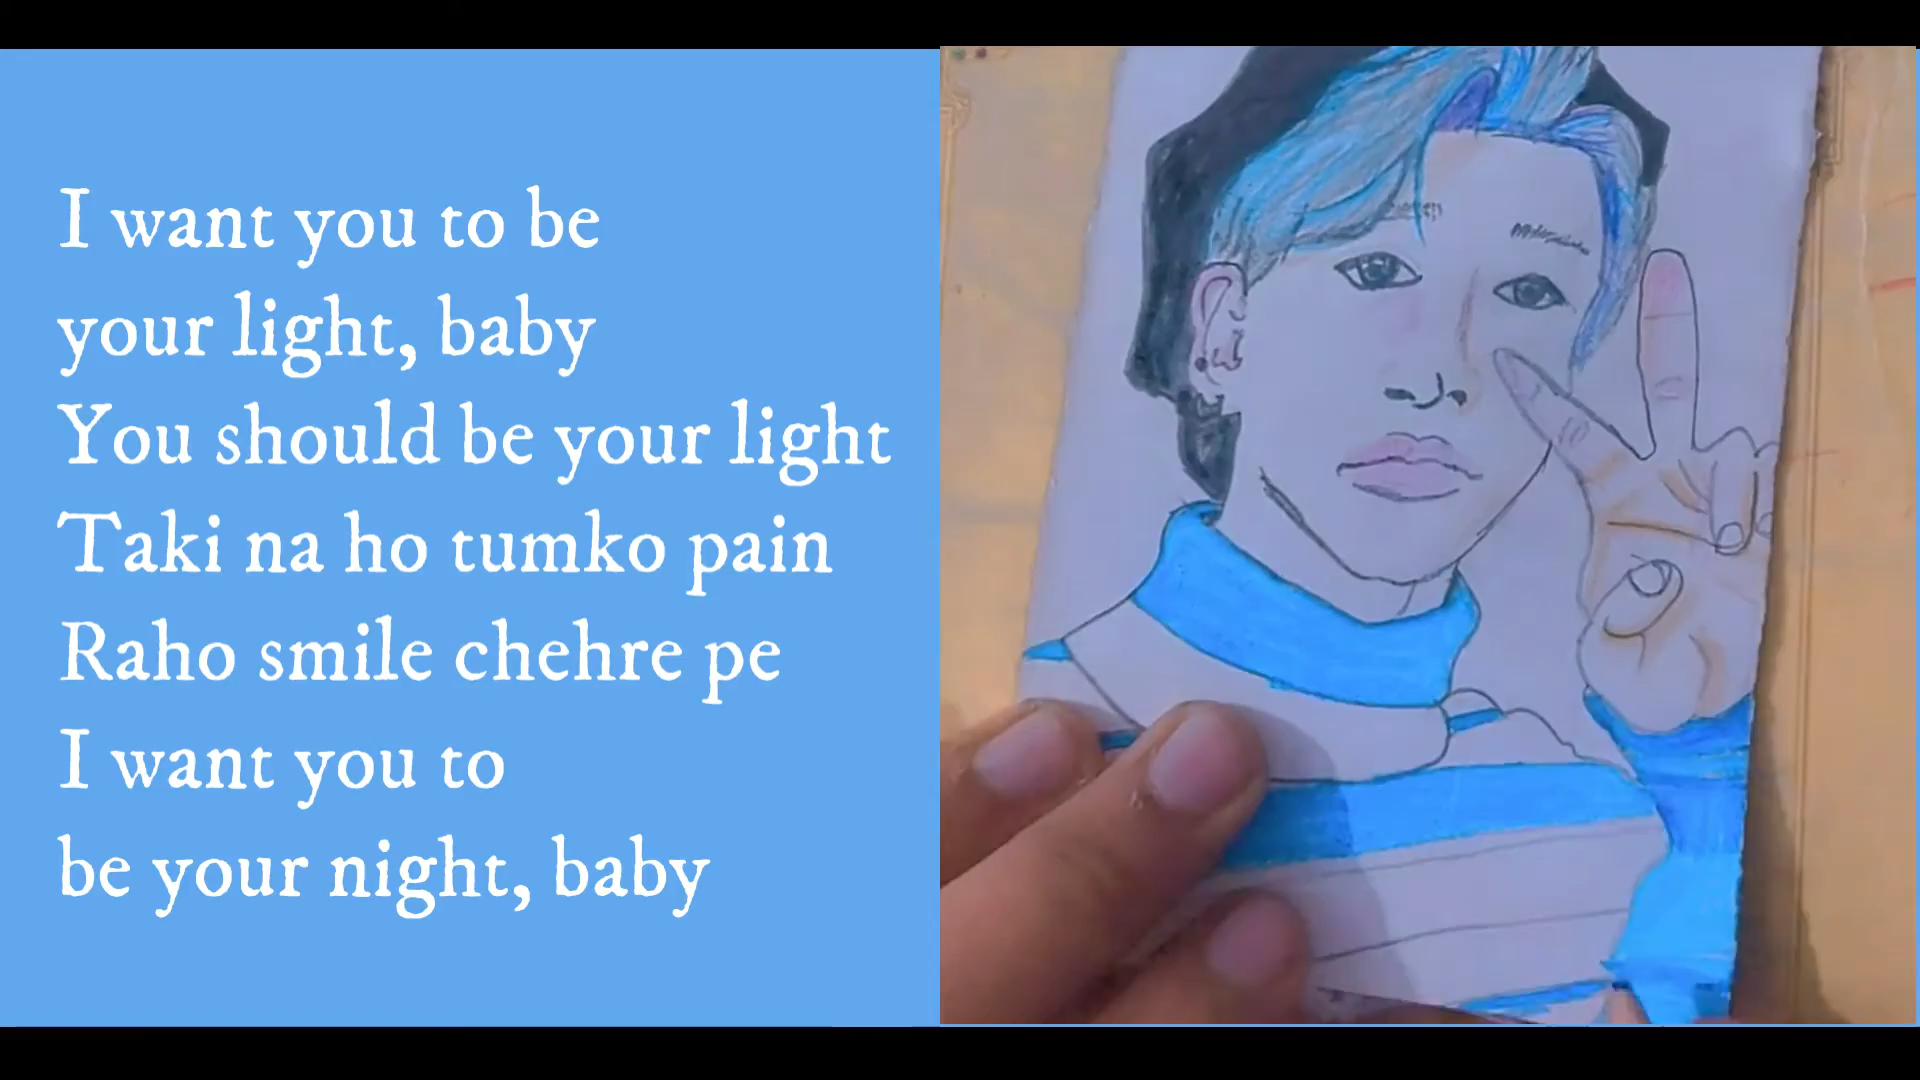 I want you to be
your light, baby
You should be your light
Taki na ho tumko pain
Raho smile chehre pe
I want you to
be your night, baby